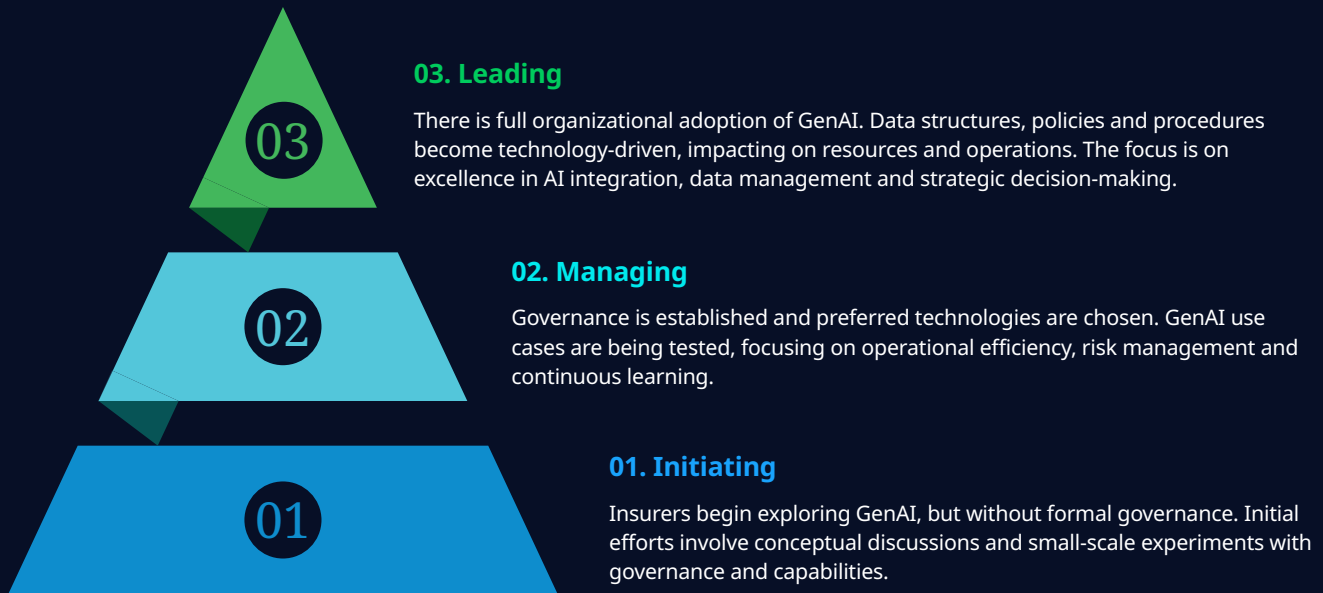 03
03. Leading
There is full organizational adoption of GenAI. Data structures, policies and procedures
become technology-driven, impacting on resources and operations. The focus is on
excellence in AI integration, data management and strategic decision-making.
02
02. Managing
Governance is established and preferred technologies are chosen. GenAI use
cases are being tested, focusing on operational efficiency, risk management and
continuous learning.
01
01. Initiating
Insurers begin exploring GenAI, but without formal governance. Initial
efforts involve conceptual discussions and small-scale experiments with
governance and capabilities.